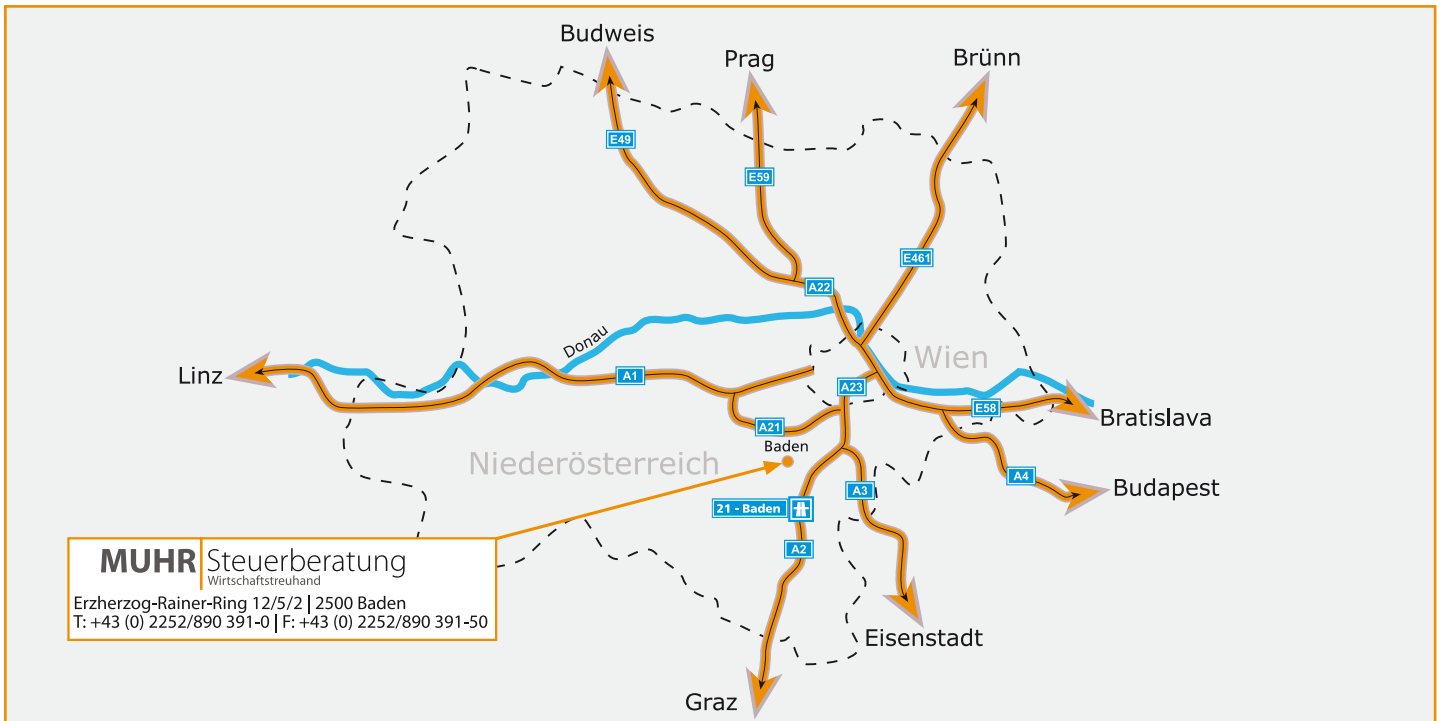 Budweis
Prag
Brünn
E49
E59
E461
A22
Donau
Wien
Linz
A1
A23
E58
Bratislava
A21
Baden
Niederösterreich
A4
Budapest
A3
21 - Baden
A2
MUHR Steuerberatung
Wirtschaftstreuhand
Erzherzog-Rainer-Ring 12/5/2 | 2500 Baden
T: +43 (0) 2252/890 391-0 | F: +43 (0) 2252/890 391-50
Eisenstadt
Graz